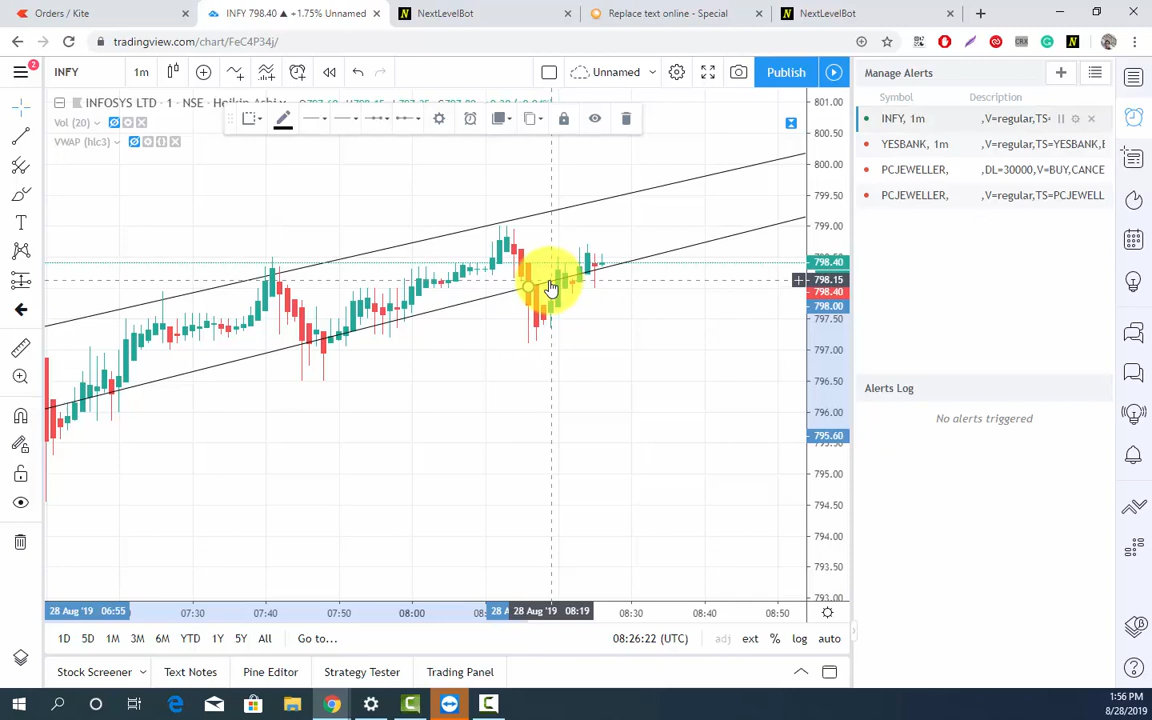 Orders / Kite
INFY 798.40 ▲ +1.75% Unnamed
NextLevelBot
Replace text online - Special
NextLevelBot
tradingview.com/chart/FeC4P34j/
2
INFY
1m
Unnamed
Publish
INFOSYS LTD · 1 · NSE · Heikin Ashi
Vol (20)
VWAP (hlc3)
801.00
800.50
800.00
799.50
799.00
798.40
798.15
798.40
798.00
797.50
797.00
796.50
796.00
795.60
795.00
794.50
794.00
793.50
793.00
28 Aug '19 06:55
07:30
07:40
07:50
08:00
28 A
28 Aug '19 08:19
08:30
08:40
08:50
1D
5D
1M
3M
6M
YTD
1Y
5Y
All
Go to...
08:26:22 (UTC)
adj
ext
%
log
auto
Stock Screener
Text Notes
Pine Editor
Strategy Tester
Trading Panel
Manage Alerts
Symbol
Description
INFY, 1m
,V=regular,TS=
YESBANK, 1m
,V=regular,TS=YESBANK,E
PCJEWELLER,
,DL=30000,V=BUY,CANCE
PCJEWELLER,
,V=regular,TS=PCJEWELL
Alerts Log
No alerts triggered
1:56 PM
8/28/2019